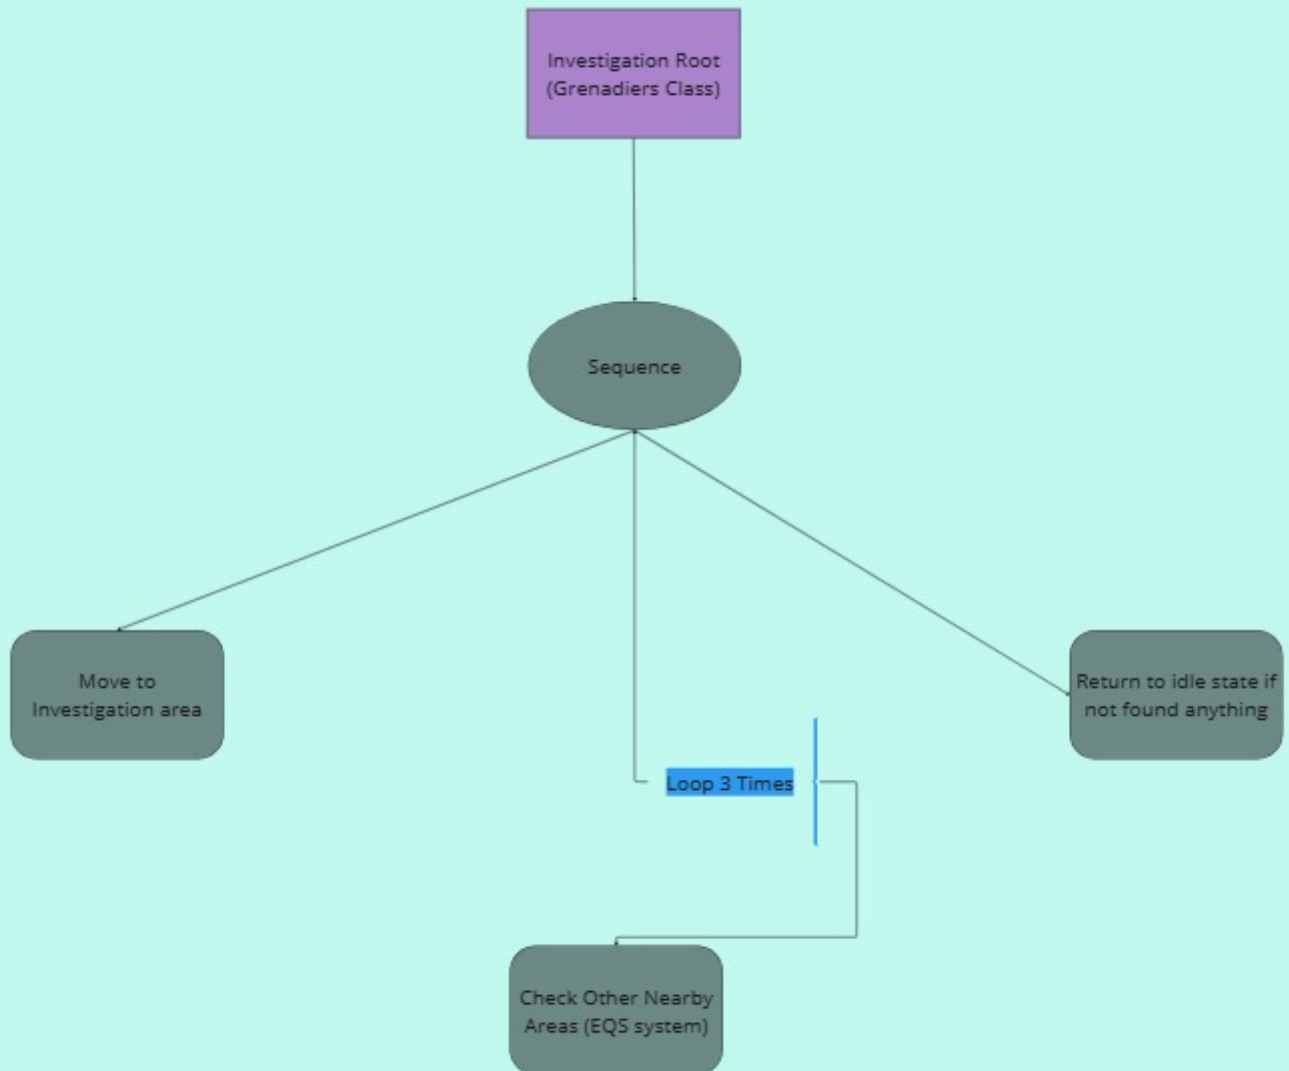 Investigation Root
(Grenadiers Class)
Sequence
Move to
Investigation area
Return to idle state if
not found anything
Loop 3 Times
Check Other Nearby
Areas (EQS system)